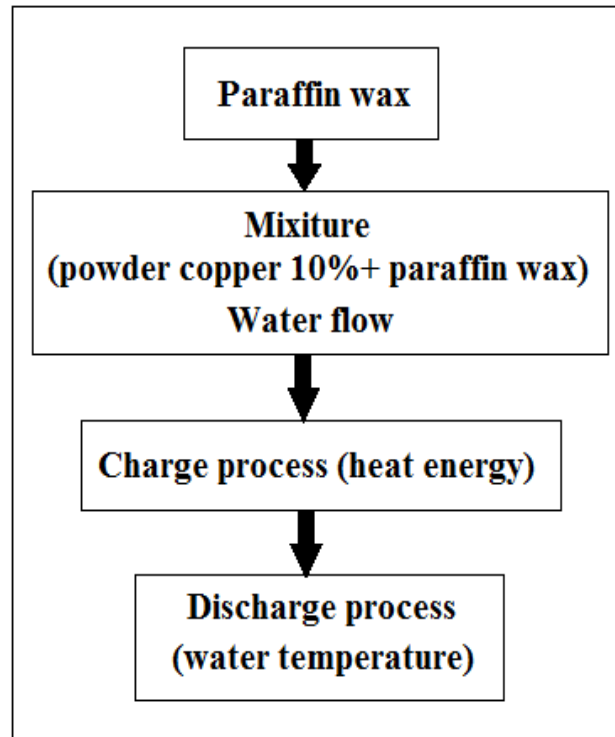 Paraffin wax
Mixiture
(powder copper 10%+ paraffin wax)
Water flow
Charge process (heat energy)
Discharge process
(water temperature)